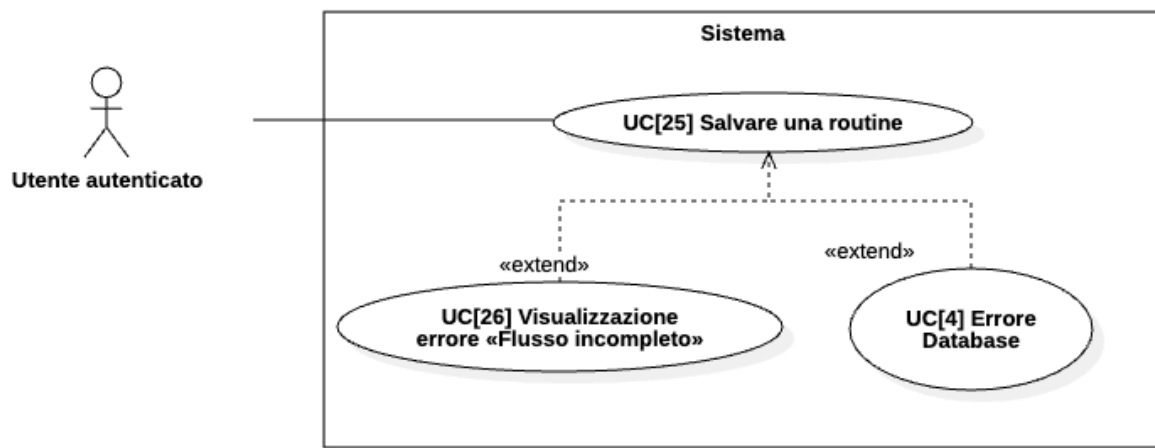 Sistema
UC[25] Salvare una routine
Utente autenticato
«extend»
«extend»
UC[26] Visualizzazione
errore «Flusso incompleto»
UC[4] Errore
Database